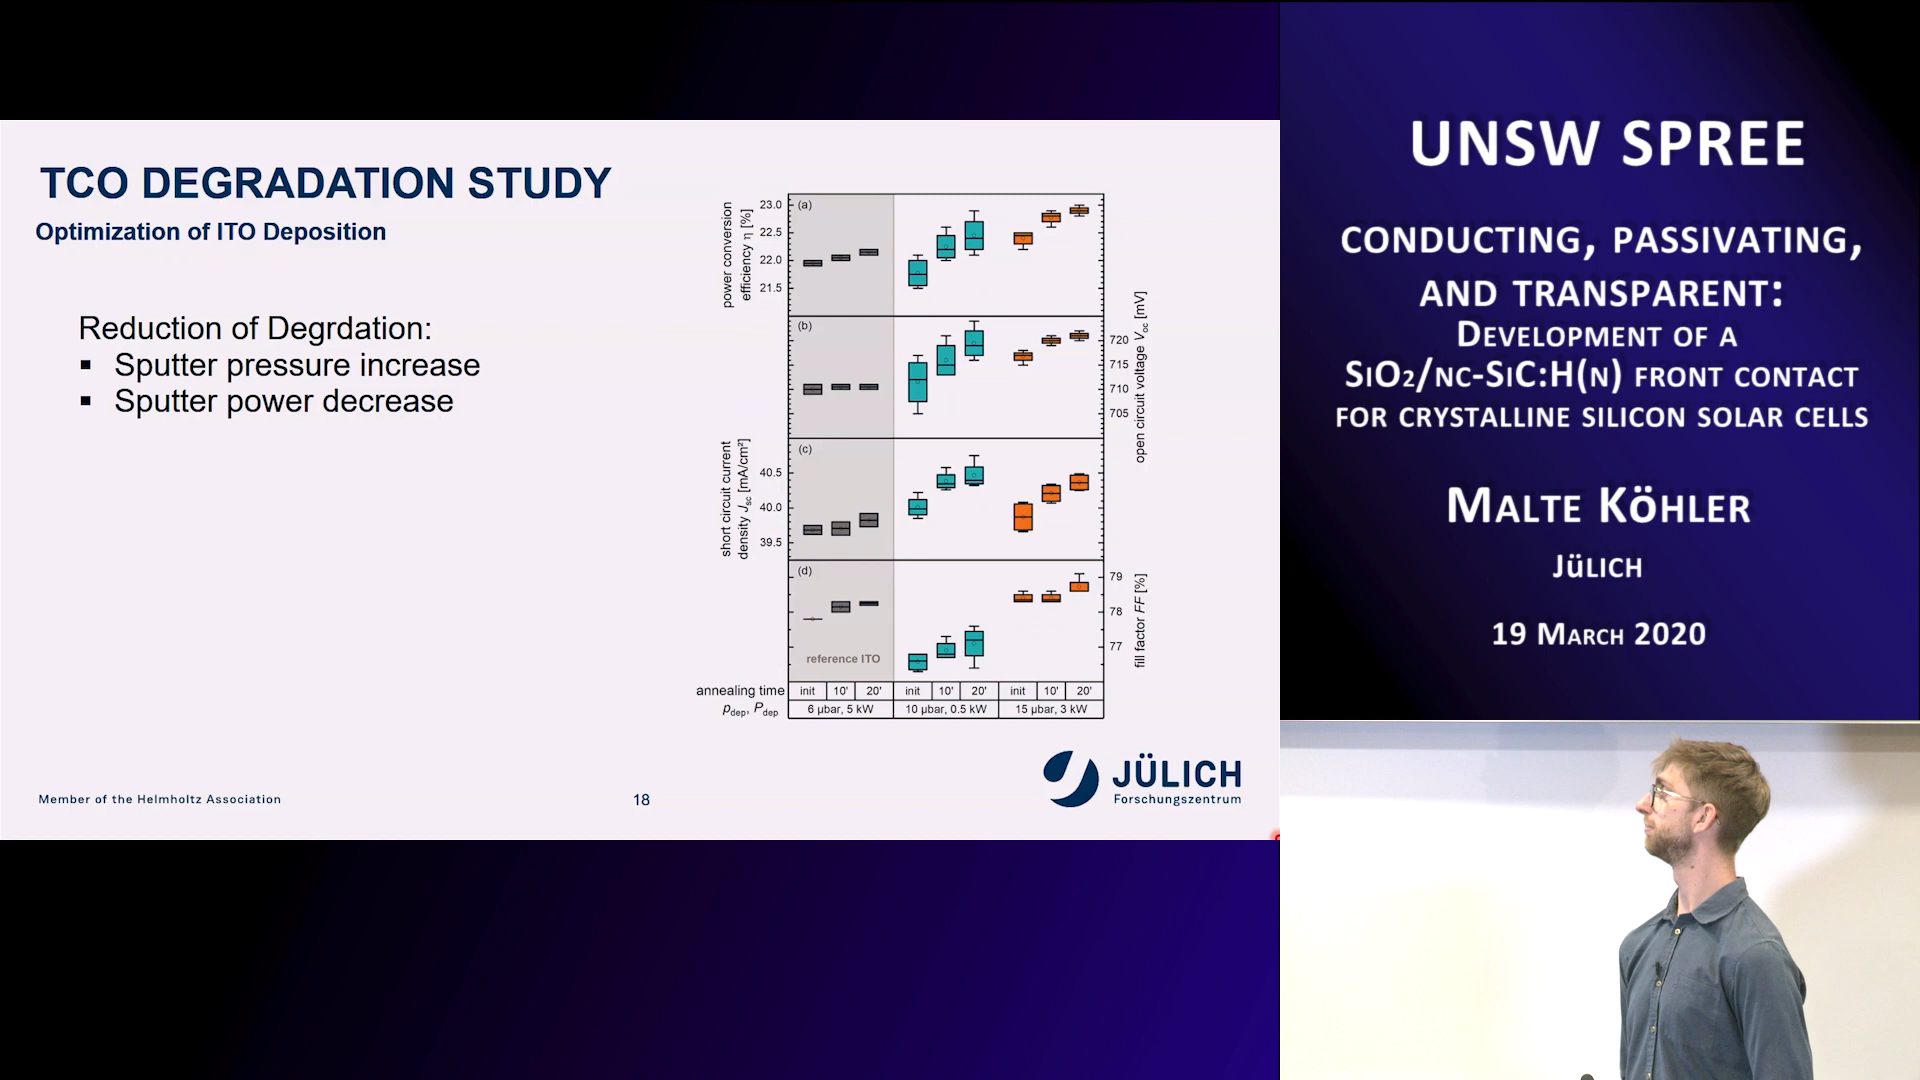 TCO DEGRADATION STUDY
Optimization of ITO Deposition
Reduction of Degrdation:
▪ Sputter pressure increase
▪ Sputter power decrease
power conversion
efficiency η [%]
(a)
23.0
22.5
22.0
21.5
(b)
720
715
710
705
open circuit voltage Voc [mV]
short circuit current
density Jsc [mA/cm²]
(c)
40.5
40.0
39.5
(d)
79
78
77
fill factor FF [%]
reference ITO
annealing time init 10' 20' init 10' 20' init 10' 20'
pdep, Pdep 6 µbar, 5 kW 10 µbar, 0.5 kW 15 µbar, 3 kW
JÜLICH
Forschungszentrum
Member of the Helmholtz Association
18
UNSW SPREE
CONDUCTING, PASSIVATING,
AND TRANSPARENT:
DEVELOPMENT OF A
SIO2/NC-SIC:H(N) FRONT CONTACT
FOR CRYSTALLINE SILICON SOLAR CELLS
MALTE KÖHLER
JÜLICH
19 MARCH 2020